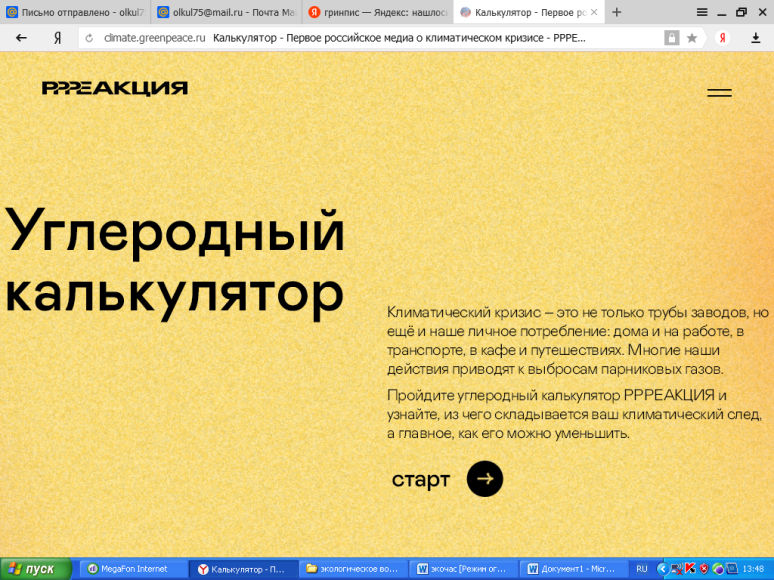 Письмо отправлено - olkul7
olkul75@mail.ru - Почта Ma
гринпис — Яндекс: нашлос
Калькулятор - Первое ро
climate.greenpeace.ru Калькулятор - Первое российское медиа о климатическом кризисе - РРРЕ...
РРРЕАКЦИЯ
Углеродный
калькулятор
Климатический кризис – это не только трубы заводов, но
ещё и наше личное потребление: дома и на работе, в
транспорте, в кафе и путешествиях. Многие наши
действия приводят к выбросам парниковых газов.
Пройдите углеродный калькулятор РРРЕАКЦИЯ и
узнайте, из чего складывается ваш климатический след,
а главное, как его можно уменьшить.
старт
пуск
MegaFon Internet
Калькулятор - П...
экологическое во...
экочас [Режим ог...
Документ1 - Micr...
RU
13:48